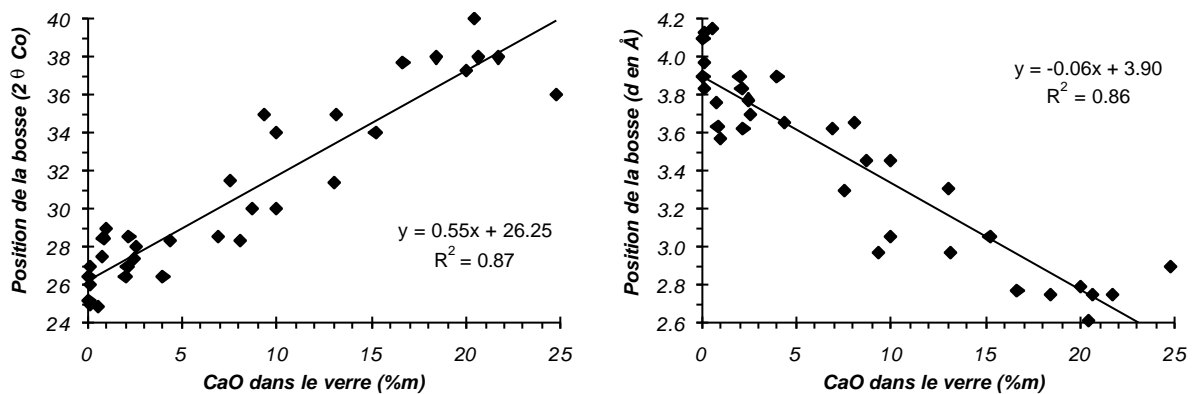 40
38
36
34
32
30
28
26
24
Position de la bosse (2 θ Co)
y = 0.55x + 26.25
R² = 0.87
0 5 10 15 20 25
CaO dans le verre (%m)
4.2
4.0
3.8
3.6
3.4
3.2
3.0
2.8
2.6
Position de la bosse (d en Å)
y = -0.06x + 3.90
R² = 0.86
0 5 10 15 20 25
CaO dans le verre (%m)